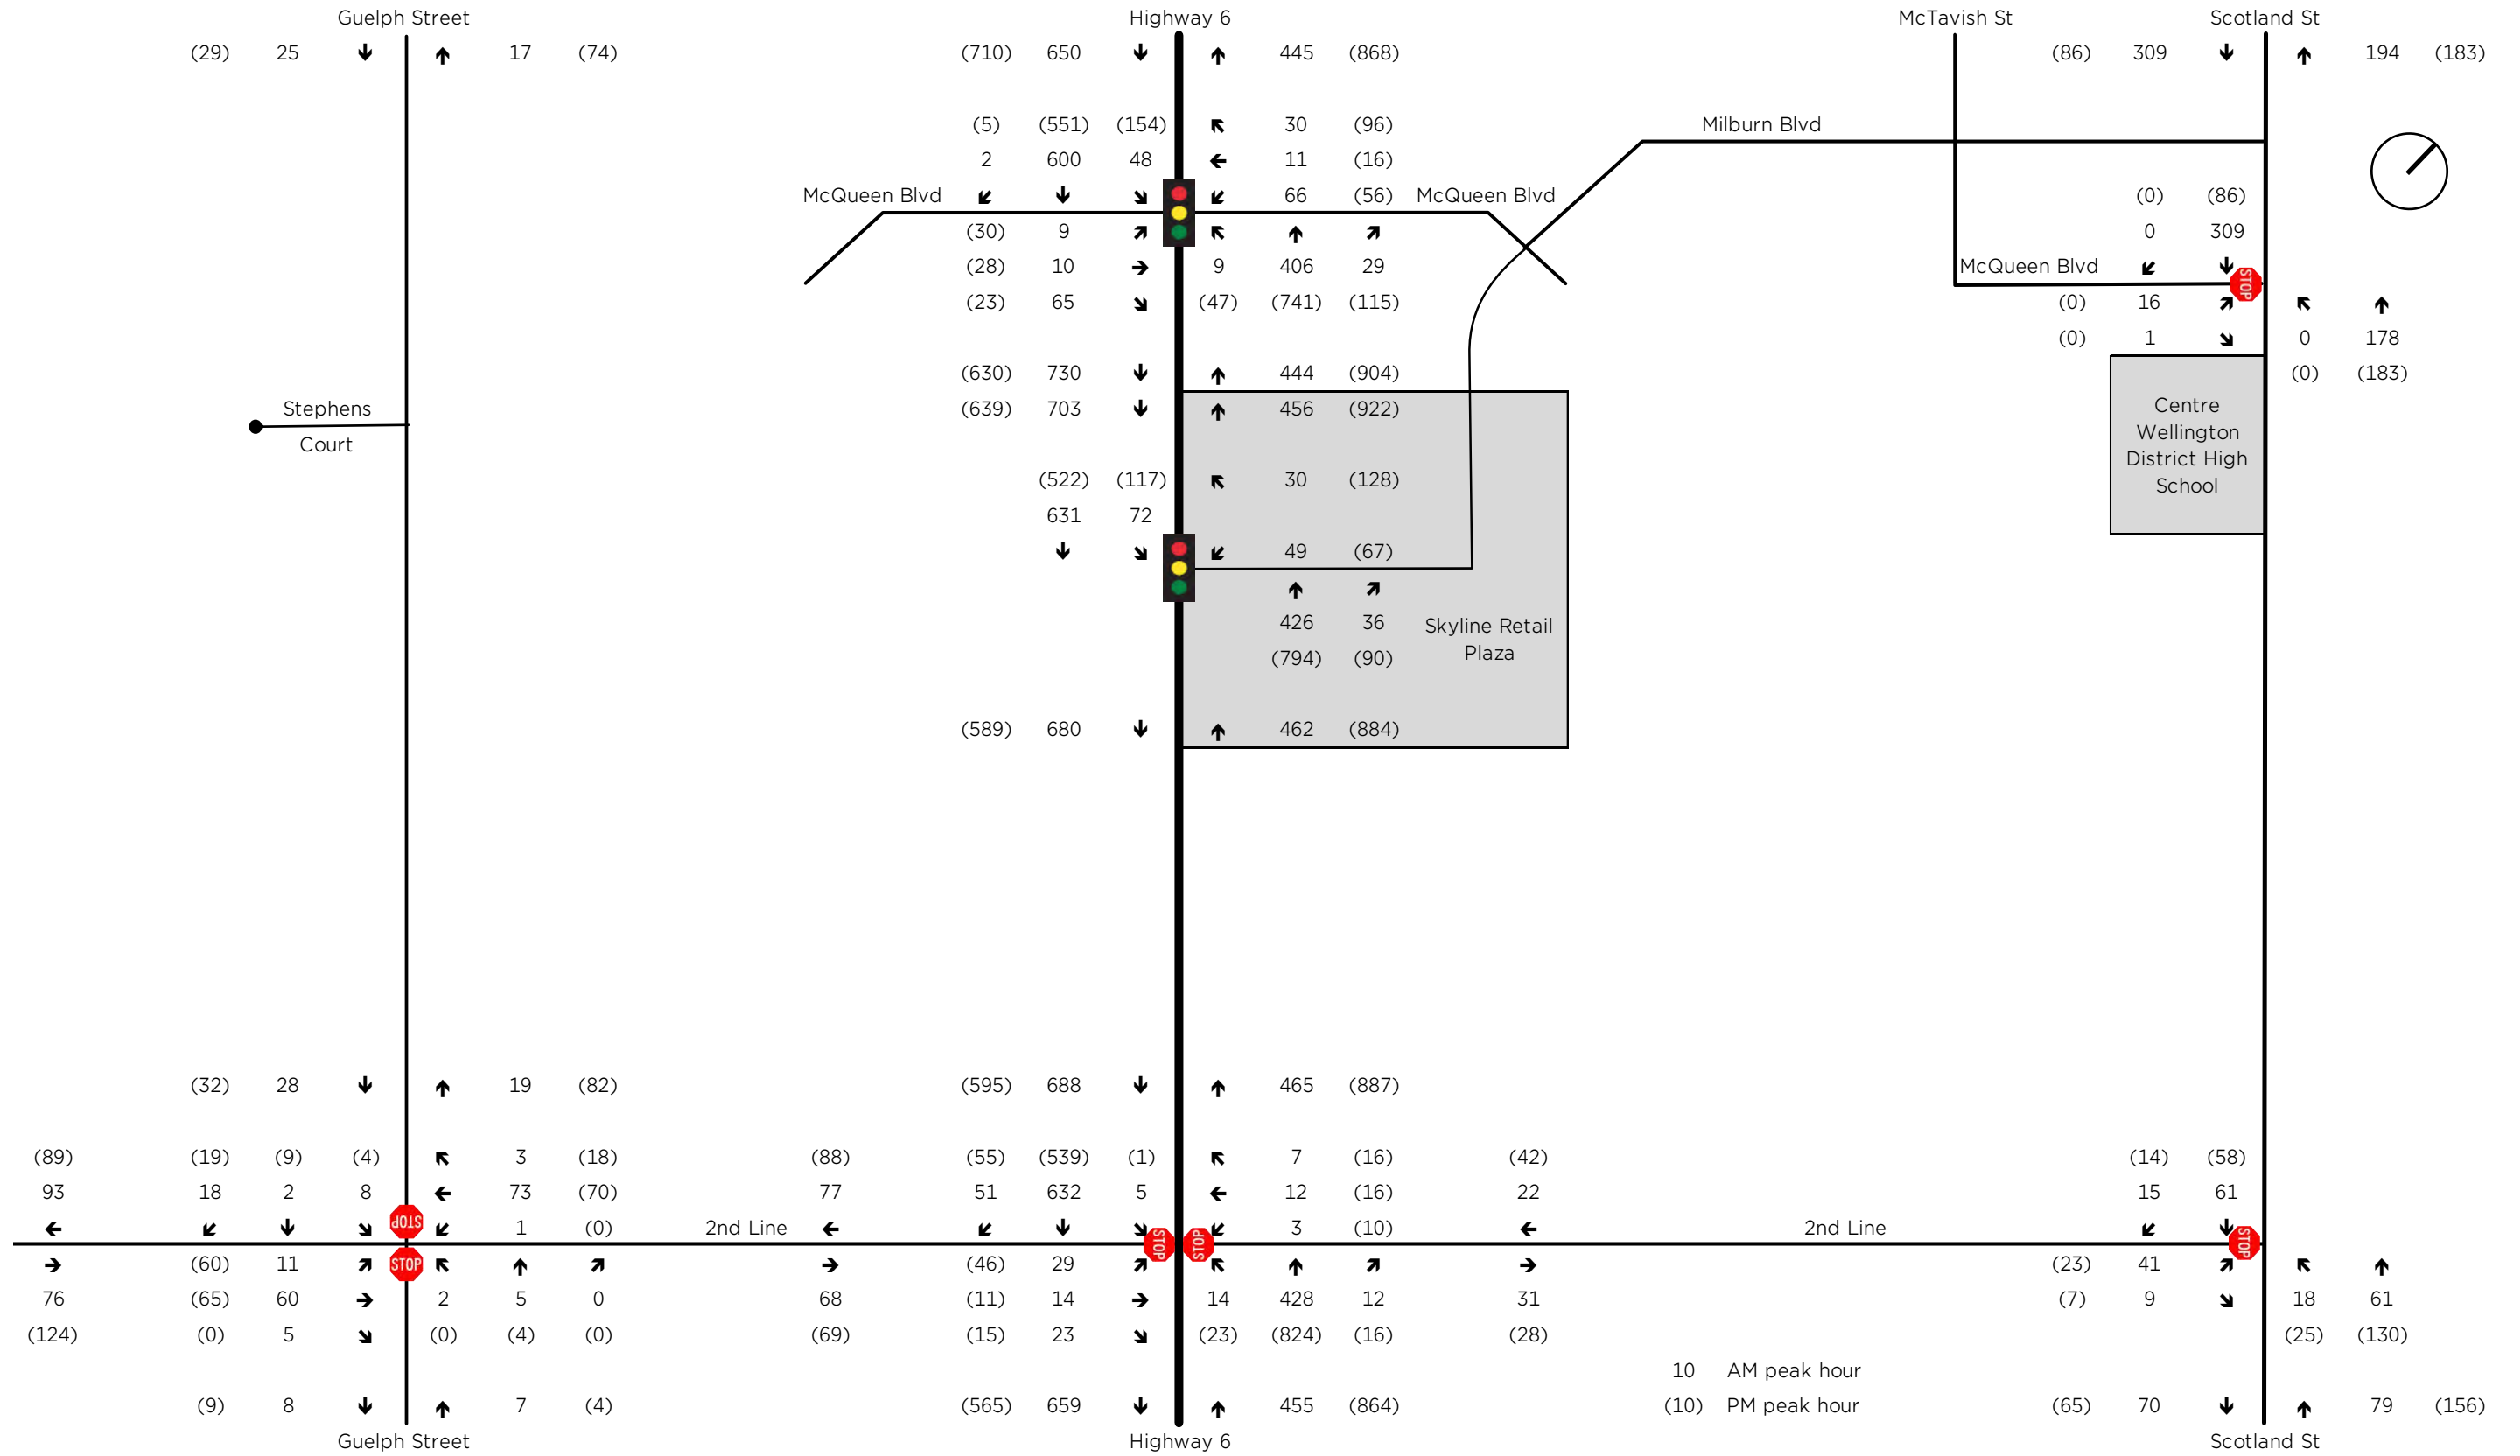 Guelph Street Highway 6 McTavish St Scotland St
(29) 25 17 (74) (710) 650 445 (868) (86) 309 194 (183)
(5) (551) (154) 30 (96) Milburn Blvd
2 600 48 11 (16)
McQueen Blvd 66 (56) McQueen Blvd (0) (86)
(30) 9 0 309
(28) 10 9 406 29 McQueen Blvd
(23) 65 (47) (741) (115) (0) 16
(0) 1 0 178
(630) 730 444 (904) (0) (183)
Stephens (639) 703 456 (922) Centre
Court Wellington
District High
School
(522) (117) 30 (128)
631 72
49 (67)
426 36 Skyline Retail
(794) (90) Plaza
(589) 680 462 (884)
(32) 28 19 (82) (595) 688 465 (887)
(89) (19) (9) (4) 3 (18) (88) (55) (539) (1) 7 (16) (42) (14) (58)
93 18 2 8 73 (70) 77 51 632 5 12 (16) 22 15 61
STOP 1 (0) 2nd Line 3 (10) 2nd Line
(60) 11 STOP (46) 29 STOP STOP (23) 41 STOP
76 (65) 60 2 5 0 68 (11) 14 14 428 12 31 (7) 9 18 61
(124) (0) 5 (0) (4) (0) (69) (15) 23 (23) (824) (16) (28) (25) (130)
10 AM peak hour
(9) 8 7 (4) (565) 659 455 (864) (10) PM peak hour (65) 70 79 (156)
Guelph Street Highway 6 Scotland St
STOP